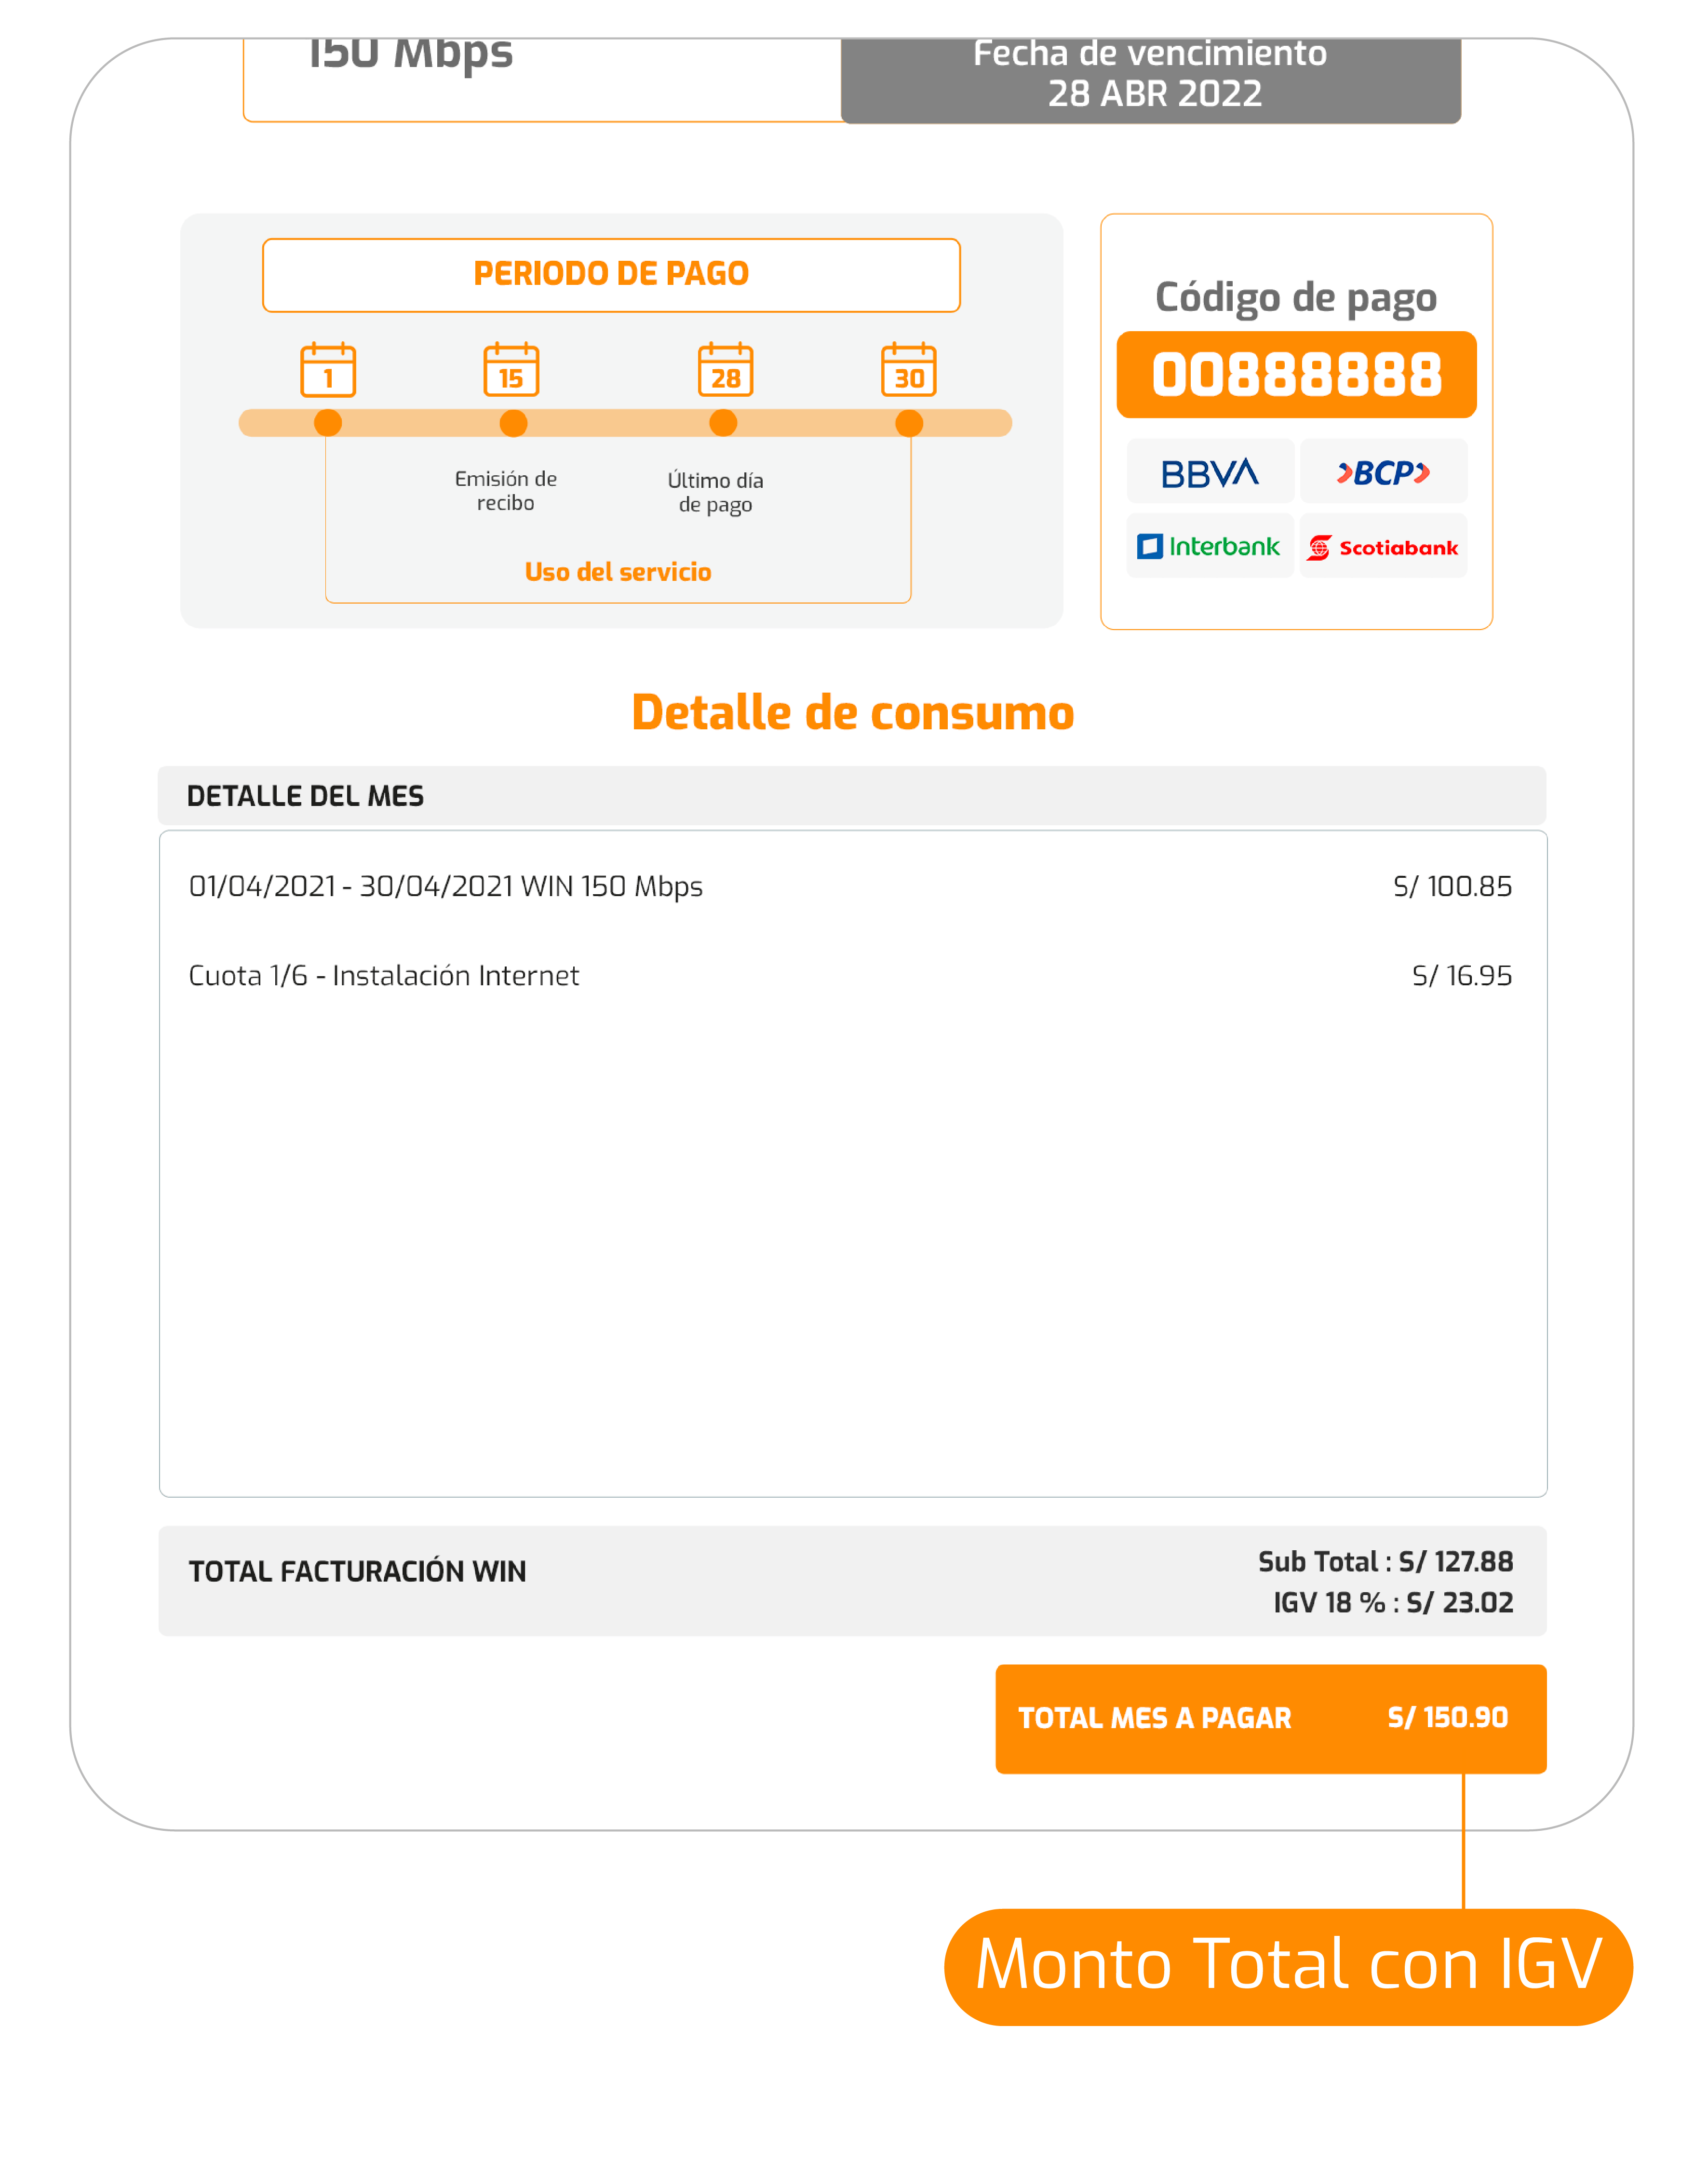 150 Mbps
Fecha de vencimiento
28 ABR 2022
PERIODO DE PAGO
1
15
28
30
Emisión de
recibo
Último día
de pago
Uso del servicio
Código de pago
00888888
BBVA
BCP
Interbank
Scotiabank
Detalle de consumo
DETALLE DEL MES
01/04/2021 - 30/04/2021 WIN 150 Mbps S/ 100.85
Cuota 1/6 - Instalación Internet S/ 16.95
TOTAL FACTURACIÓN WIN
Sub Total : S/ 127.88
IGV 18 % : S/ 23.02
TOTAL MES A PAGAR S/ 150.90
Monto Total con IGV